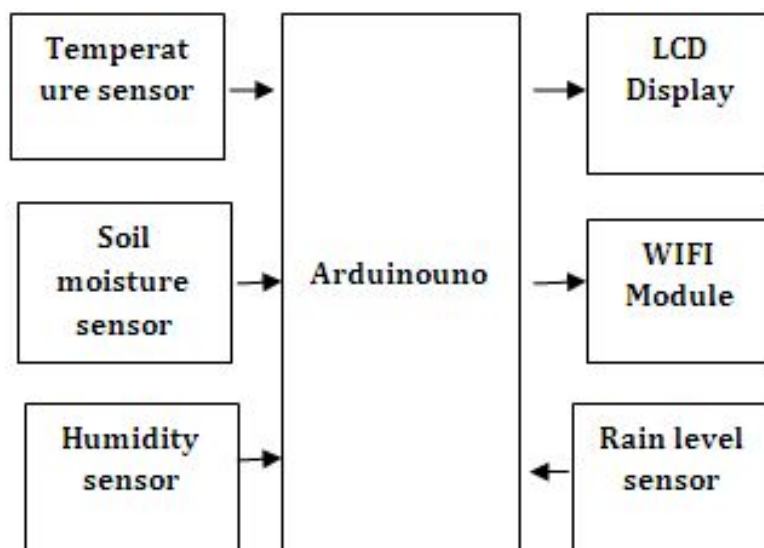 Temperat
ure sensor
Soil
moisture
sensor
Humidity
sensor
Arduinouno
LCD
Display
WIFI
Module
Rain level
sensor